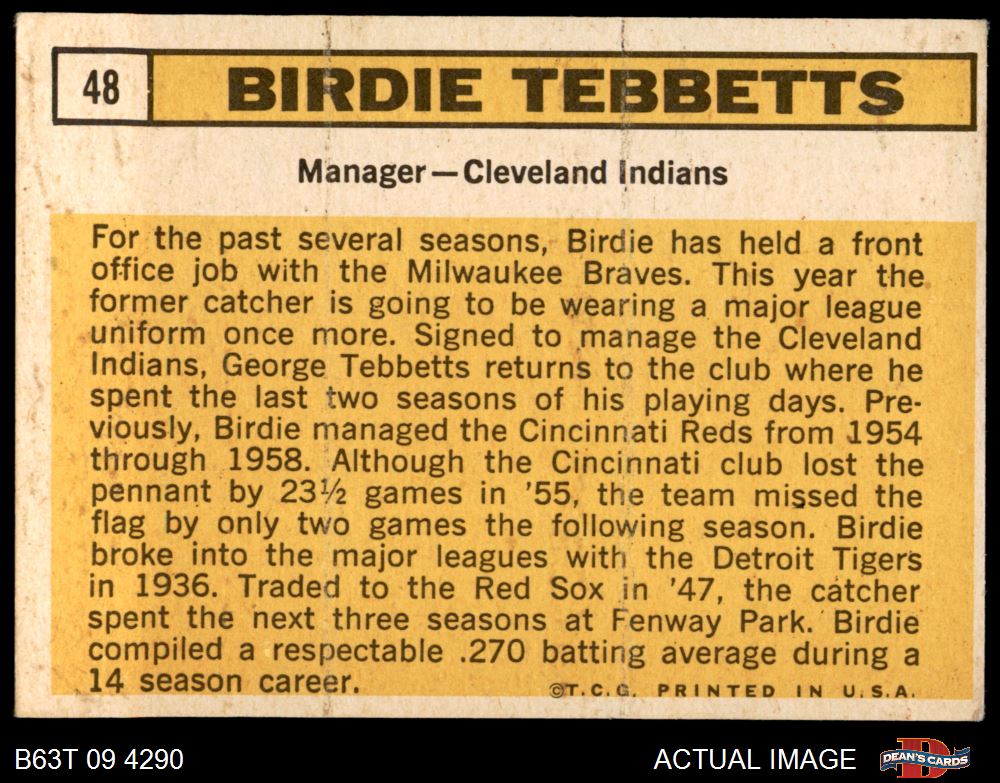 48
BIRDIE TEBBETTS
Manager—Cleveland Indians
For the past several seasons, Birdie has held a front
office job with the Milwaukee Braves. This year the
former catcher is going to be wearing a major league
uniform once more. Signed to manage the Cleveland
Indians, George Tebbetts returns to the club where he
spent the last two seasons of his playing days. Pre-
viously, Birdie managed the Cincinnati Reds from 1954
through 1958. Although the Cincinnati club lost the
pennant by 23½ games in '55, the team missed the
flag by only two games the following season. Birdie
broke into the major leagues with the Detroit Tigers
in 1936. Traded to the Red Sox in '47, the catcher
spent the next three seasons at Fenway Park. Birdie
compiled a respectable .270 batting average during a
14 season career.
©T.C.G. PRINTED IN U.S.A.
B63T 09 4290
ACTUAL IMAGE
D
DEAN'S CARDS